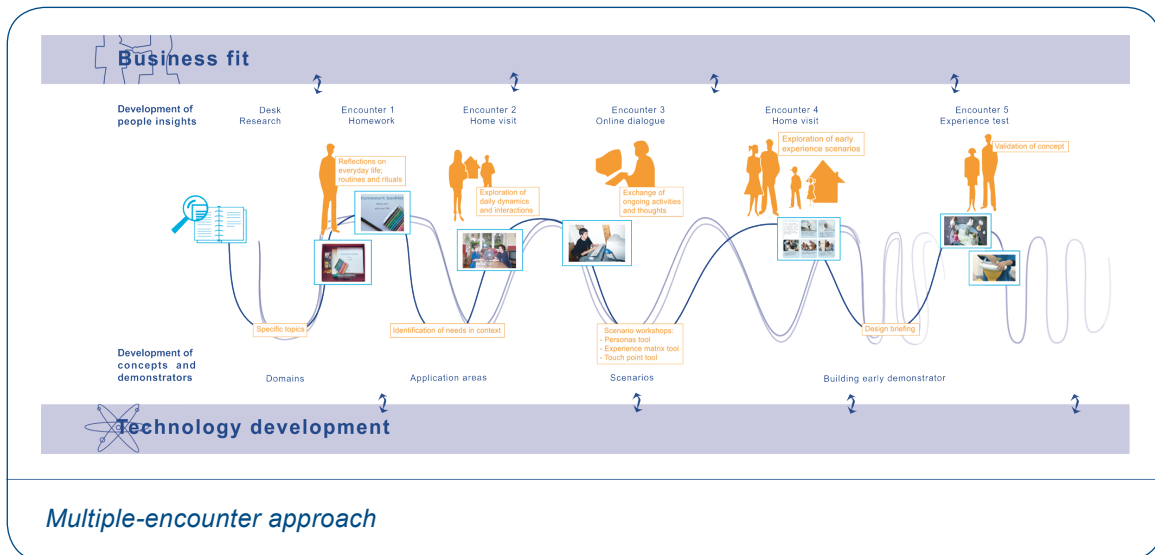 Business fit
Development of
people insights
Desk
Research
Encounter 1
Homework
Encounter 2
Home visit
Encounter 3
Online dialogue
Encounter 4
Home visit
Encounter 5
Experience test
Reflections on
everyday life;
routines and rituals
Exploration of
daily dynamics
and interactions
Exchange of
ongoing activities
and thoughts
Exploration of early
experience scenarios
Validation of concept
Specific topics
Identification of needs in context
Scenario workshops:
- Personas tool
- Experience matrix tool
- Touch point tool
Design briefing
Development of
concepts and
demonstrators
Domains
Application areas
Scenarios
Building early demonstrator
Technology development
Multiple-encounter approach